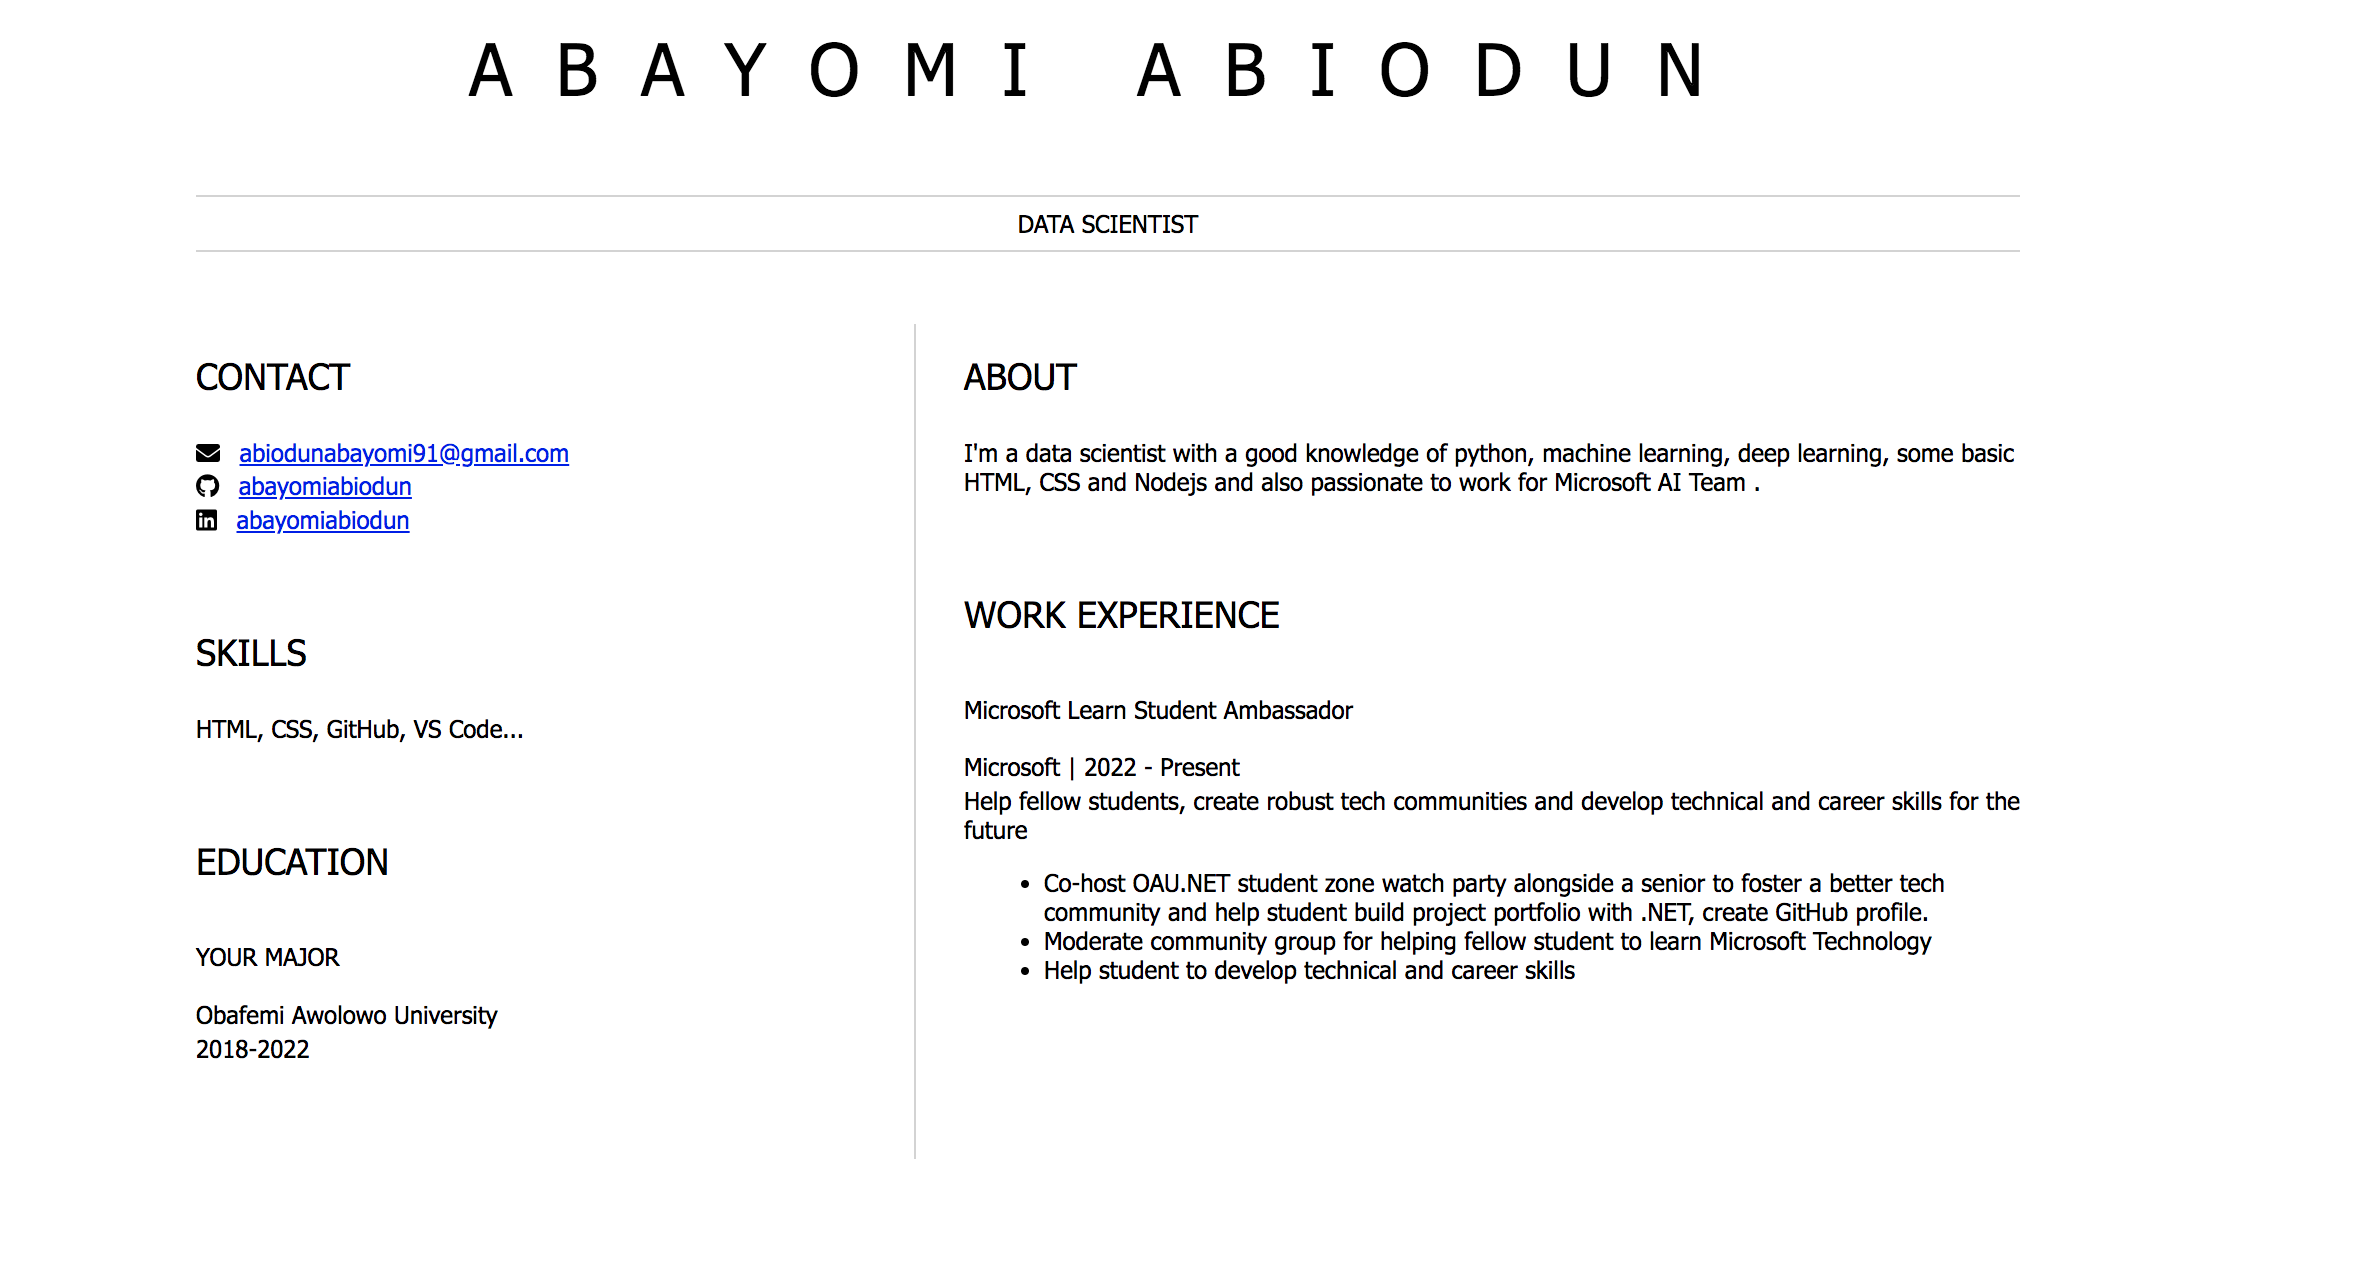 ABAYOMI ABIODUN
DATA SCIENTIST
CONTACT
abiodunabayomi91@gmail.com
abayomiabiodun
abayomiabiodun
SKILLS
HTML, CSS, GitHub, VS Code...
EDUCATION
YOUR MAJOR
Obafemi Awolowo University
2018-2022
ABOUT
I'm a data scientist with a good knowledge of python, machine learning, deep learning, some basic
HTML, CSS and Nodejs and also passionate to work for Microsoft AI Team .
WORK EXPERIENCE
Microsoft Learn Student Ambassador
Microsoft | 2022 - Present
Help fellow students, create robust tech communities and develop technical and career skills for the
future
• Co-host OAU.NET student zone watch party alongside a senior to foster a better tech
community and help student build project portfolio with .NET, create GitHub profile.
• Moderate community group for helping fellow student to learn Microsoft Technology
• Help student to develop technical and career skills